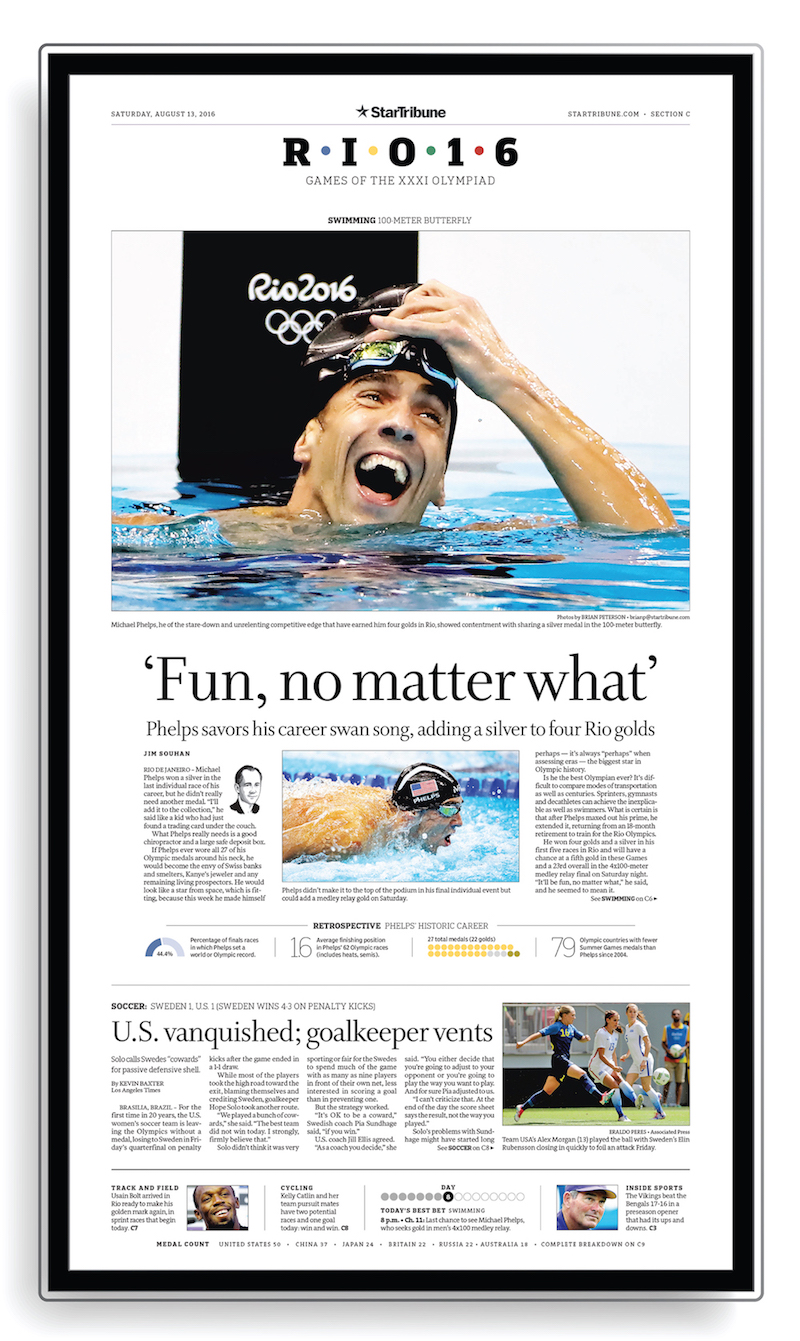 SATURDAY, AUGUST 13, 2016
StarTribune
STARTRIBUNE.COM • SECTION C
R•I•O•1•6
GAMES OF THE XXXI OLYMPIAD
SWIMMING 100-METER BUTTERFLY
Rio2016
Photos by BRIAN PETERSON • brianp@startribune.com
Michael Phelps, he of the stare-down and unrelenting competitive edge that have earned him four golds in Rio, showed contentment with sharing a silver medal in the 100-meter butterfly.
‘Fun, no matter what’
Phelps savors his career swan song, adding a silver to four Rio golds
JIM SOUHAN
RIO DE JANEIRO – Michael
Phelps won a silver in the
last individual race of his
career, but he didn’t really
need another medal. “I’ll
add it to the collection,” he
said like a kid who had just
found a trading card under the couch.
What Phelps really needs is a good
chiropractor and a large safe deposit box.
If Phelps ever wore all 27 of his
Olympic medals around his neck, he
would become the envy of Swiss banks
and smelters, Kanye’s jeweler and any
remaining living prospectors. He would
look like a star from space, which is fit-
ting, because this week he made himself
PHELPS
Phelps didn’t make it to the top of the podium in his final individual event but
could add a medley relay gold on Saturday.
perhaps — it’s always “perhaps” when
assessing eras — the biggest star in
Olympic history.
Is he the best Olympian ever? It’s dif-
ficult to compare modes of transportation
as well as centuries. Sprinters, gymnasts
and decathletes can achieve the inexplica-
ble as well as swimmers. What is certain is
that after Phelps maxed out his prime, he
extended it, returning from an 18-month
retirement to train for the Rio Olympics.
He won four golds and a silver in his
first five races in Rio and will have a
chance at a fifth gold in these Games
and a 23rd overall in the 4x100-meter
medley relay final on Saturday night.
“It’ll be fun, no matter what,” he said,
and he seemed to mean it.
See SWIMMING on C6 ▸
RETROSPECTIVE PHELPS’ HISTORIC CAREER
44.4%
Percentage of finals races
in which Phelps set a
world or Olympic record.
16
Average finishing position
in Phelps’ 62 Olympic races
(includes heats, semis).
27 total medals (22 golds)
79
Olympic countries with fewer
Summer Games medals than
Phelps since 2004.
SOCCER: SWEDEN 1, U.S. 1 (SWEDEN WINS 4-3 ON PENALTY KICKS)
U.S. vanquished; goalkeeper vents
Solo calls Swedes “cowards”
for passive defensive shell.
By KEVIN BAXTER
Los Angeles Times
BRASILIA, BRAZIL – For the
first time in 20 years, the U.S.
women’s soccer team is leav-
ing the Olympics without a
medal, losing to Sweden in Fri-
day’s quarterfinal on penalty
kicks after the game ended in
a 1-1 draw.
While most of the players
took the high road toward the
exit, blaming themselves and
crediting Sweden, goalkeeper
Hope Solo took another route.
“We played a bunch of cow-
ards,” she said. “The best team
did not win today. I strongly,
firmly believe that.”
Solo didn’t think it was very
sporting or fair for the Swedes
to spend much of the game
with as many as nine players
in front of their own net, less
interested in scoring a goal
than in preventing one.
But the strategy worked.
“It’s OK to be a coward,”
Swedish coach Pia Sundhage
said, “if you win.”
U.S. coach Jill Ellis agreed.
“As a coach you decide,” she
said. “You either decide that
you’re going to adjust to your
opponent or you’re going to
play the way you want to play.
And for sure Pia adjusted to us.
“I can’t criticize that. At the
end of the day the score sheet
says the result, not the way you
played.”
Solo’s problems with Sund-
hage might have started long
See SOCCER on C8 ▸
ERALDO PERES • Associated Press
Team USA’s Alex Morgan (13) played the ball with Sweden’s Elin
Rubensson closing in quickly to foil an attack Friday.
TRACK AND FIELD
Usain Bolt arrived in
Rio ready to make his
golden mark again, in
sprint races that begin
today. C7
CYCLING
Kelly Catlin and her
team pursuit mates
have two potential
races and one goal
today: win and win. C8
DAY
8
TODAY’S BEST BET SWIMMING
8 p.m. • Ch. 11: Last chance to see Michael Phelps,
who seeks gold in men’s 4x100 medley relay.
INSIDE SPORTS
The Vikings beat the
Bengals 17-16 in a
preseason opener
that had its ups and
downs. C3
MEDAL COUNT UNITED STATES 50 • CHINA 37 • JAPAN 24 • BRITAIN 22 • RUSSIA 22 • AUSTRALIA 18 • COMPLETE BREAKDOWN ON C9